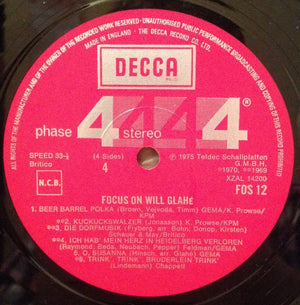 ALL RIGHTS OF THE MANUFACTURER AND OF THE OWNER OF THE RECORDED WORK RESERVED · UNAUTHORISED PUBLIC PERFORMANCE BROADCASTING AND COPYING OF THIS RECORD PROHIBITED
MADE IN ENGLAND · THE DECCA RECORD CO. LTD.
DECCA
phase 4 stereo 4 4 4®
SPEED 33⅓
Britico
(4 Sides)
4
℗ 1975 Teldec Schallplatten
G.M.B.H.
©1970, ℗1969
XZAL 14200
FOS 12
N.C.B.
FOCUS ON WILL GLAHÉ
1. BEER BARREL POLKA (Brown, Vejvoda, Timm) GEMA/K. Prowse/
KPM
**2. KUCKUCKSWALZER (Jonasson) K. Prowse/KPM
**3. DIE DORFMUSIK (Fryberg, arr: Bohn; Donop, Kirsten)
Schauer & May/Britico
**4. ICH HAB' MEIN HERZ IN HEIDELBERG VERLOREN
(Raymond, Beda, Neubach, Pepper) Feldman/GEMA
*5. O, SUSANNA (Hinsch, arr. Glahé) GEMA
*6. TRINK', TRINK', BRÜDERLEIN TRINK'
(Lindemann) Chappell